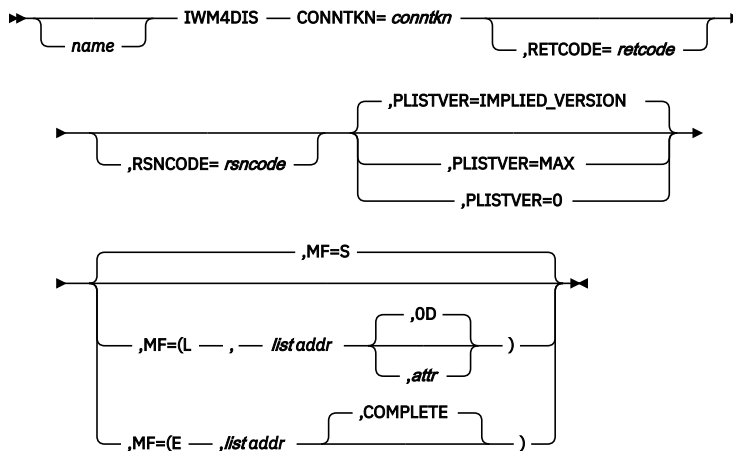 IWM4DIS CONNTKN= conntkn
name ,RETCODE= retcode
,PLISTVER=IMPLIED_VERSION
,RSNCODE= rsncode ,PLISTVER=MAX
,PLISTVER=0
,MF=S
,0D
,MF=(L , list addr )
,attr
,COMPLETE
,MF=(E ,list addr )